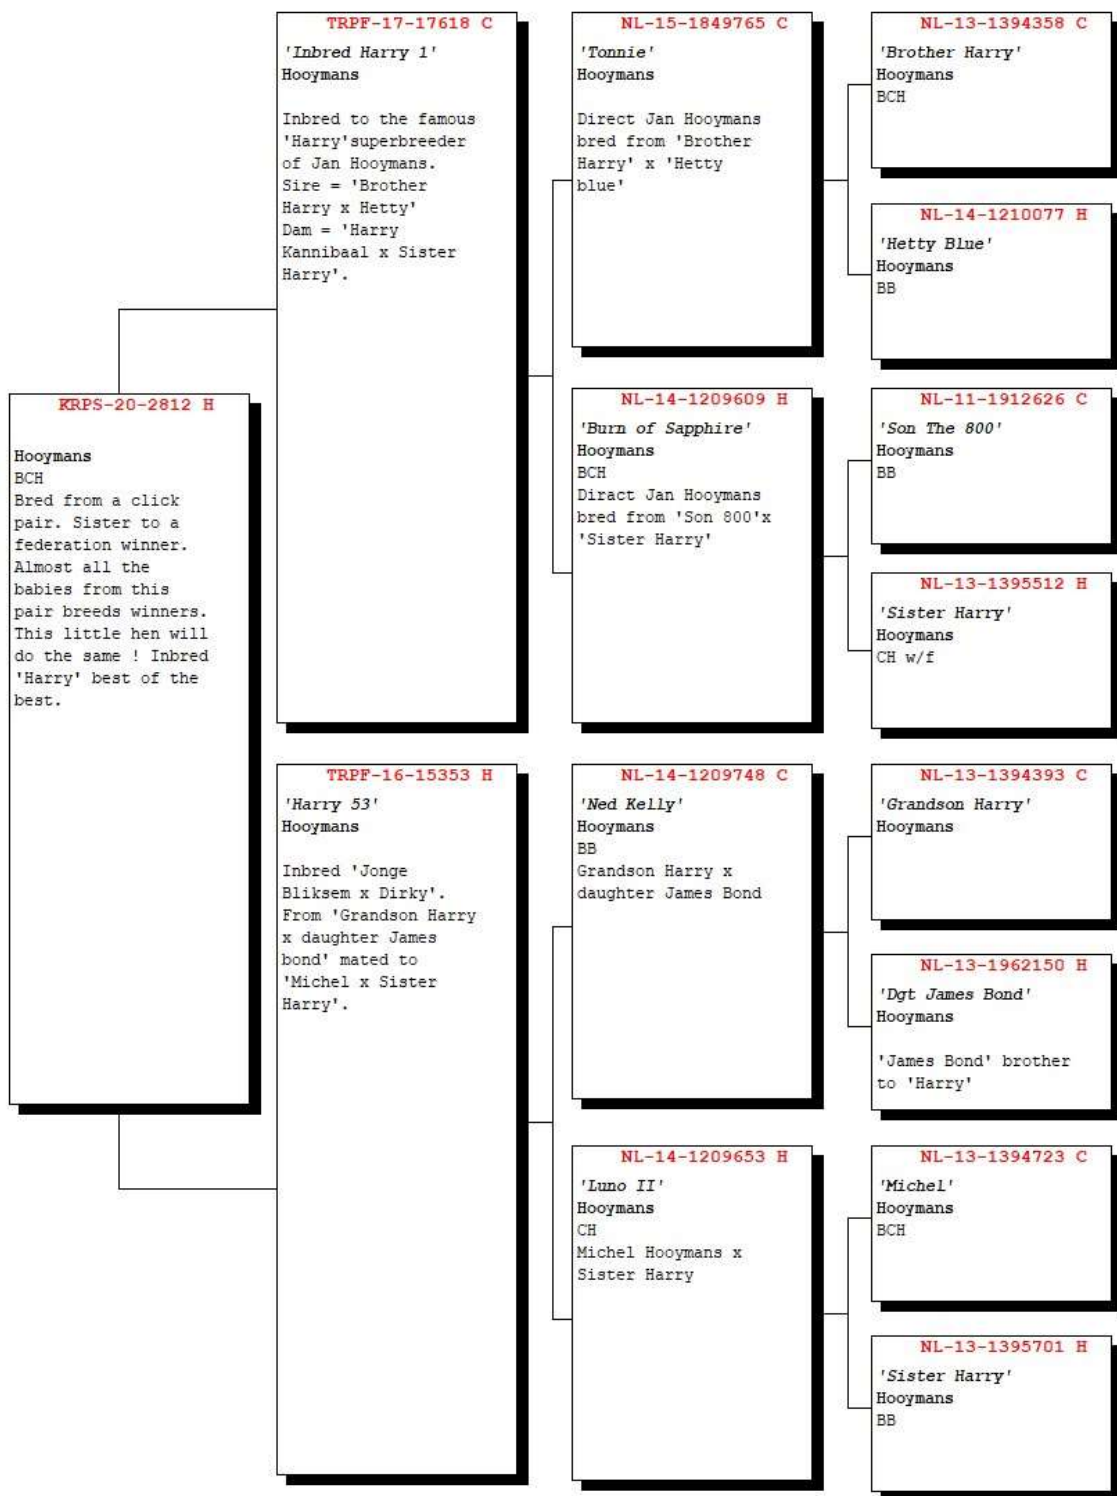 KRPS-20-2812 H
Hooymans
BCH
Bred from a click
pair. Sister to a
federation winner.
Almost all the
babies from this
pair breeds winners.
This little hen will
do the same ! Inbred
'Harry' best of the
best.
TRPF-17-17618 C
'Inbred Harry 1'
Hooymans
Inbred to the famous
'Harry'superbreeder
of Jan Hooymans.
Sire = 'Brother
Harry x Hetty'
Dam = 'Harry
Kannibaal x Sister
Harry'.
TRPF-16-15353 H
'Harry 53'
Hooymans
Inbred 'Jonge
Bliksem x Dirky'.
From 'Grandson Harry
x daughter James
bond' mated to
'Michel x Sister
Harry'.
NL-15-1849765 C
'Tonnie'
Hooymans
Direct Jan Hooymans
bred from 'Brother
Harry' x 'Hetty
blue'
NL-14-1209609 H
'Burn of Sapphire'
Hooymans
BCH
Diract Jan Hooymans
bred from 'Son 800'x
'Sister Harry'
NL-14-1209748 C
'Ned Kelly'
Hooymans
BB
Grandson Harry x
daughter James Bond
NL-14-1209653 H
'Luno II'
Hooymans
CH
Michel Hooymans x
Sister Harry
NL-13-1394358 C
'Brother Harry'
Hooymans
BCH
NL-14-1210077 H
'Hetty Blue'
Hooymans
BB
NL-11-1912626 C
'Son The 800'
Hooymans
BB
NL-13-1395512 H
'Sister Harry'
Hooymans
CH w/f
NL-13-1394393 C
'Grandson Harry'
Hooymans
NL-13-1962150 H
'Dgt James Bond'
Hooymans
'James Bond' brother
to 'Harry'
NL-13-1394723 C
'Michel'
Hooymans
BCH
NL-13-1395701 H
'Sister Harry'
Hooymans
BB